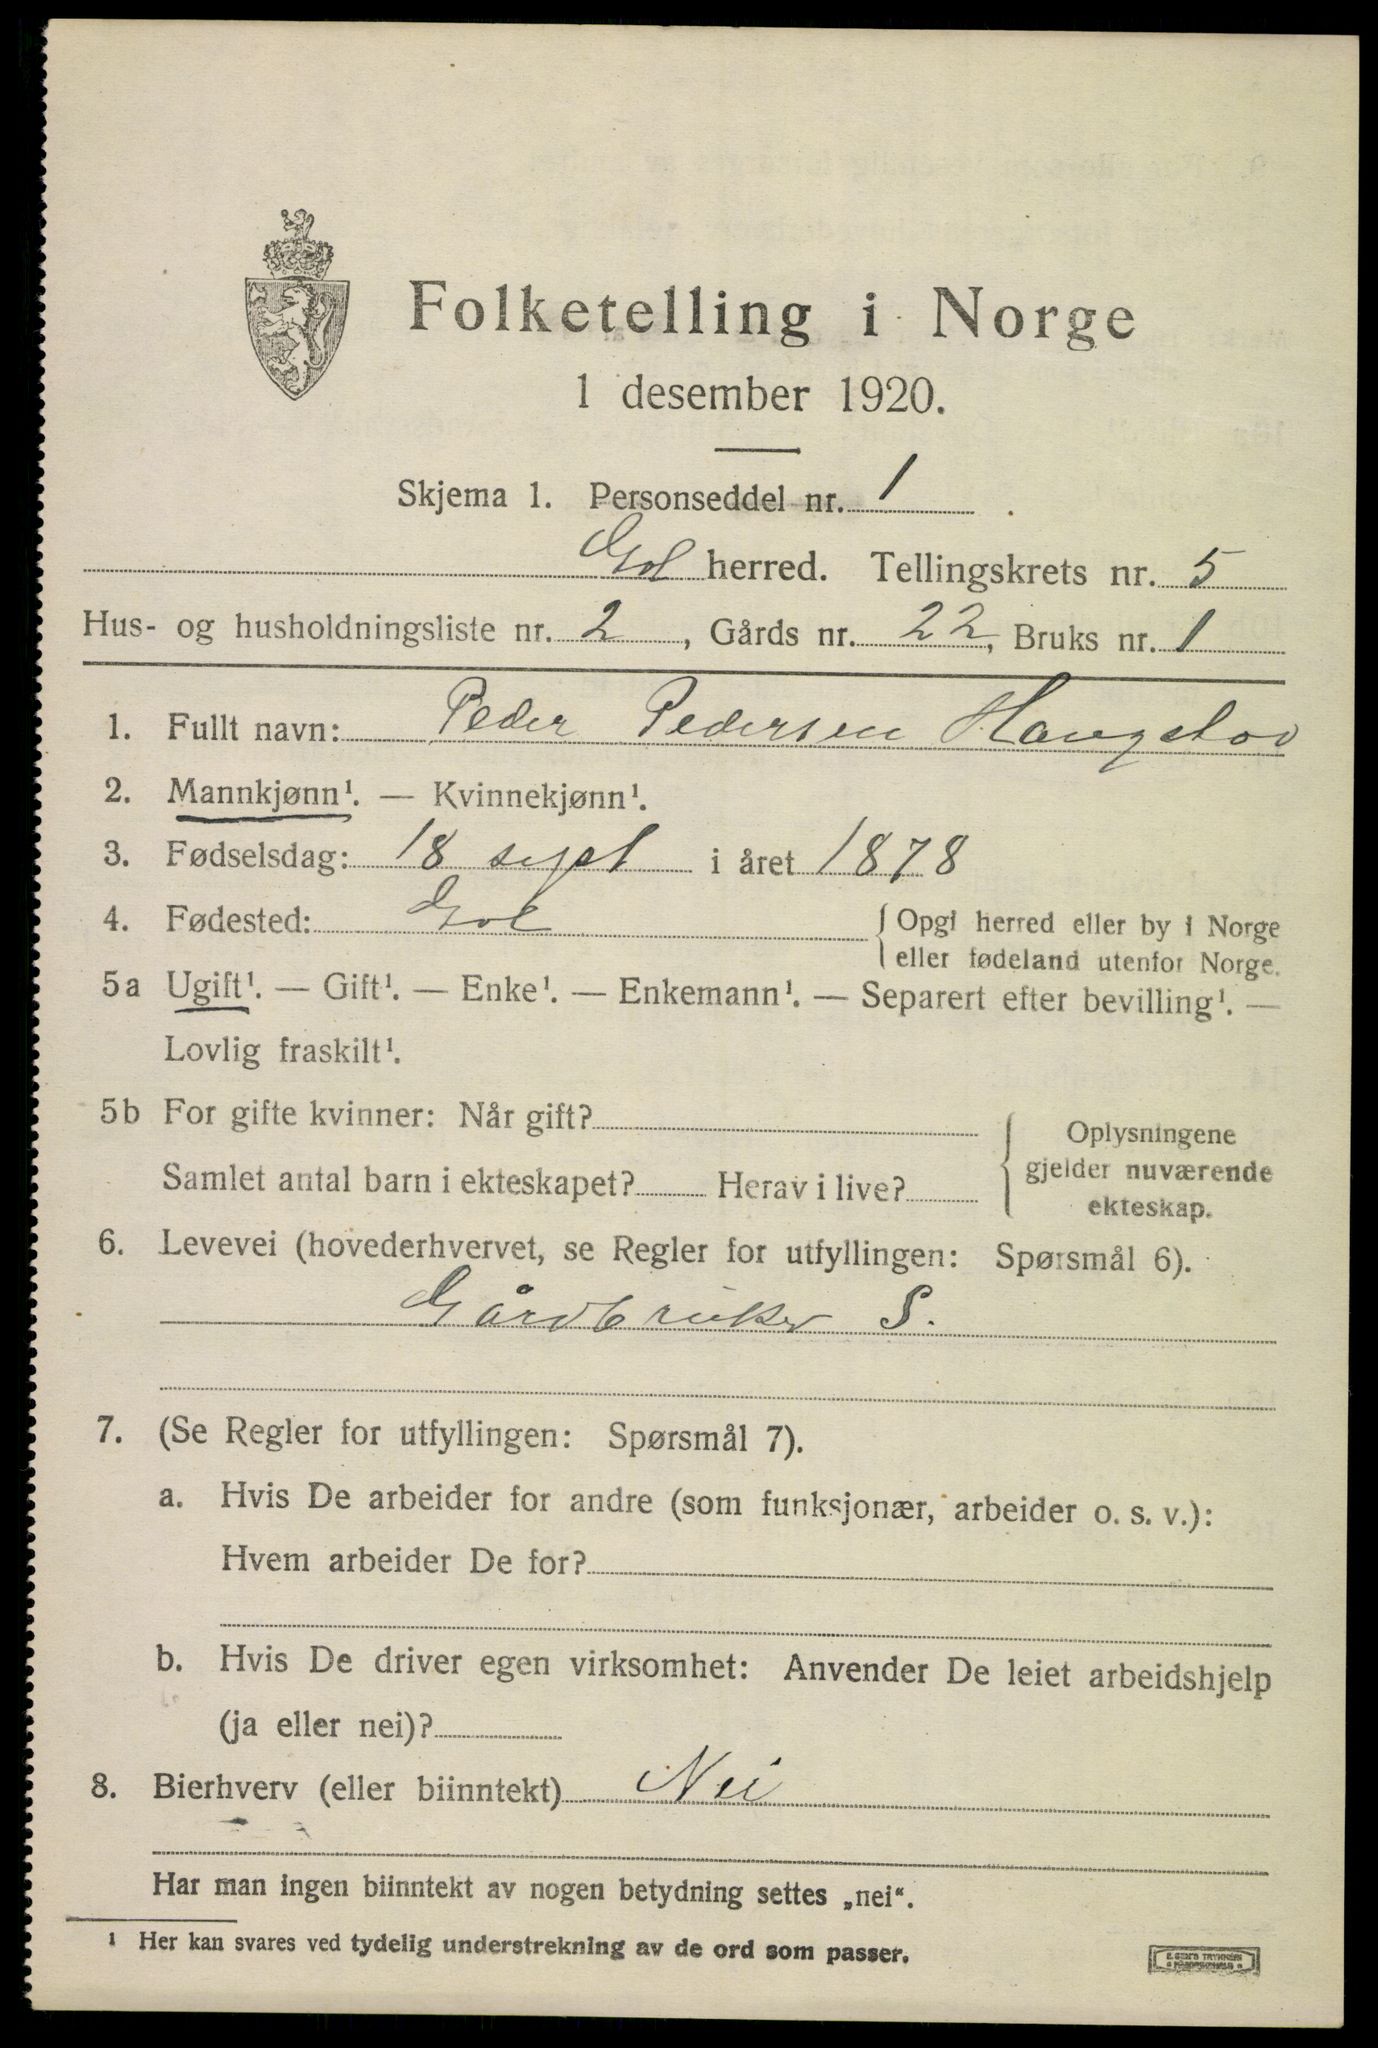 Folketelling i Norge
1 desember 1920.
Skjema 1. Personseddel nr. 1
Gol herred. Tellingskrets nr. 5
Hus- og husholdningsliste nr. 2, Gårds nr. 22, Bruks nr. 1
1. Fullt navn: Peder Pedersen
2. Mannkjønn¹. — Kvinnekjønn¹.
3. Fødselsdag: 18 sept i året 1878
4. Fødested: Gol {Opgi herred eller by i Norge
eller fødeland utenfor Norge.
5a Ugift¹. — Gift¹. — Enke¹. — Enkemann¹. — Separert efter bevilling¹. —
Lovlig fraskilt¹.
5b For gifte kvinner: Når gift?
Samlet antal barn i ekteskapet? Herav i live?
Oplysningene
gjelder nuværende
ekteskap.
6. Levevei (hovederhvervet, se Regler for utfyllingen: Spørsmål 6).
Gårdbruker S.
7. (Se Regler for utfyllingen: Spørsmål 7).
a. Hvis De arbeider for andre (som funksjonær, arbeider o. s. v.):
Hvem arbeider De for?
b. Hvis De driver egen virksomhet: Anvender De leiet arbeidshjelp
(ja eller nei)?
8. Bierhverv (eller biinntekt) Nei
Har man ingen biinntekt av nogen betydning settes „nei“.
¹ Her kan svares ved tydelig understrekning av de ord som passer.